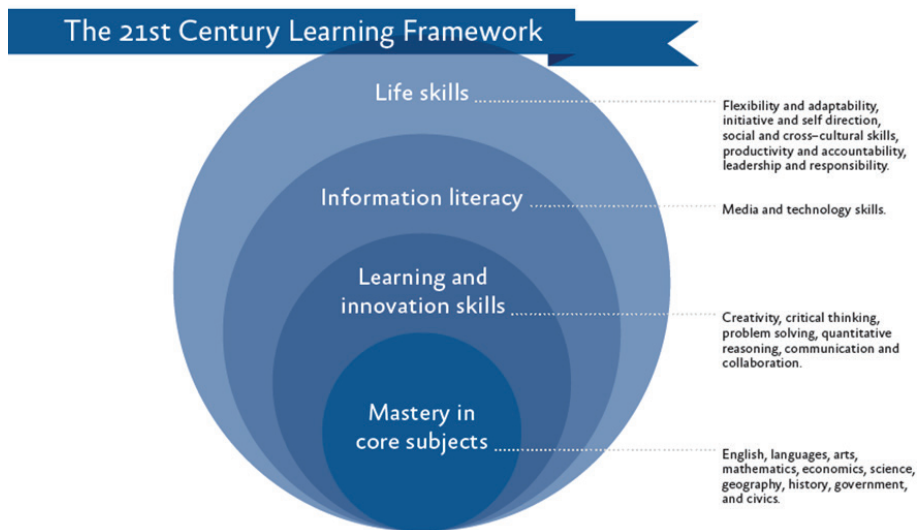 The 21st Century Learning Framework
Life skills
Flexibility and adaptability,
initiative and self direction,
social and cross–cultural skills,
productivity and accountability,
leadership and responsibility.
Information literacy
Media and technology skills.
Learning and
innovation skills
Creativity, critical thinking,
problem solving, quantitative
reasoning, communication and
collaboration.
Mastery in
core subjects
English, languages, arts,
mathematics, economics, science,
geography, history, government,
and civics.